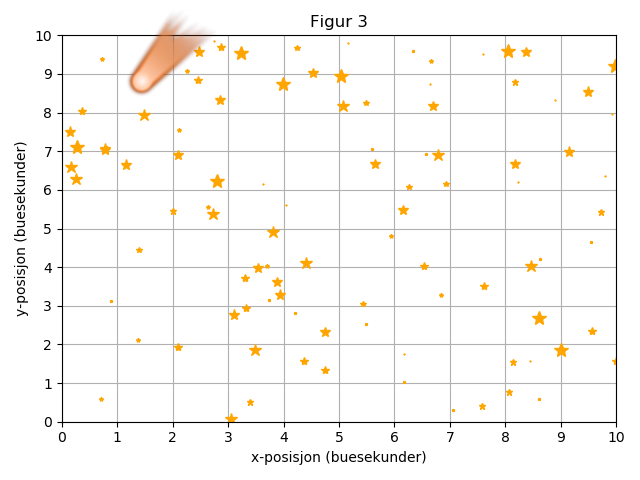 Figur 3
10
9
8
7
6
5
4
3
2
1
0
y-posisjon (buesekunder)
0 1 2 3 4 5 6 7 8 9 10
x-posisjon (buesekunder)